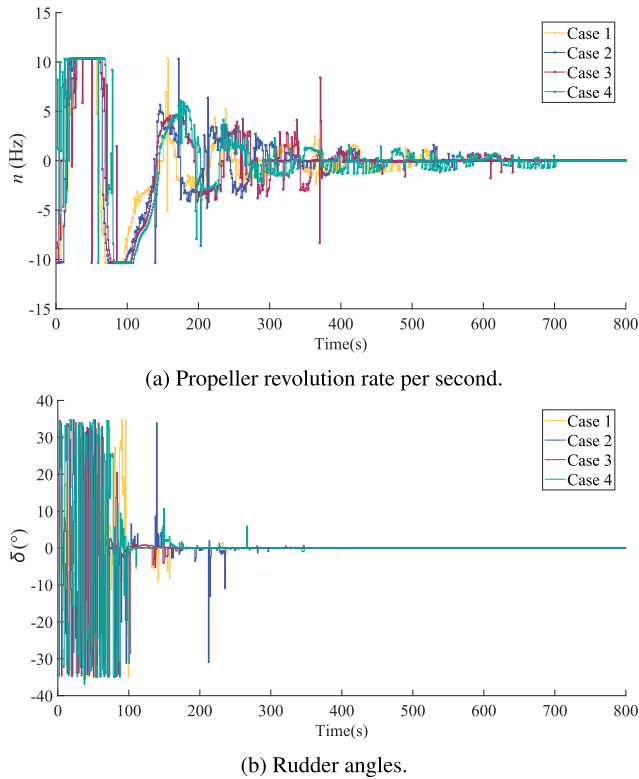 15
10
5
0
-5
-10
-15
n (Hz)
0 100 200 300 400 500 600 700 800
Time(s)
Case 1
Case 2
Case 3
Case 4
(a) Propeller revolution rate per second.
40
30
20
10
0
-10
-20
-30
-40
δ(°)
0 100 200 300 400 500 600 700 800
Time(s)
Case 1
Case 2
Case 3
Case 4
(b) Rudder angles.